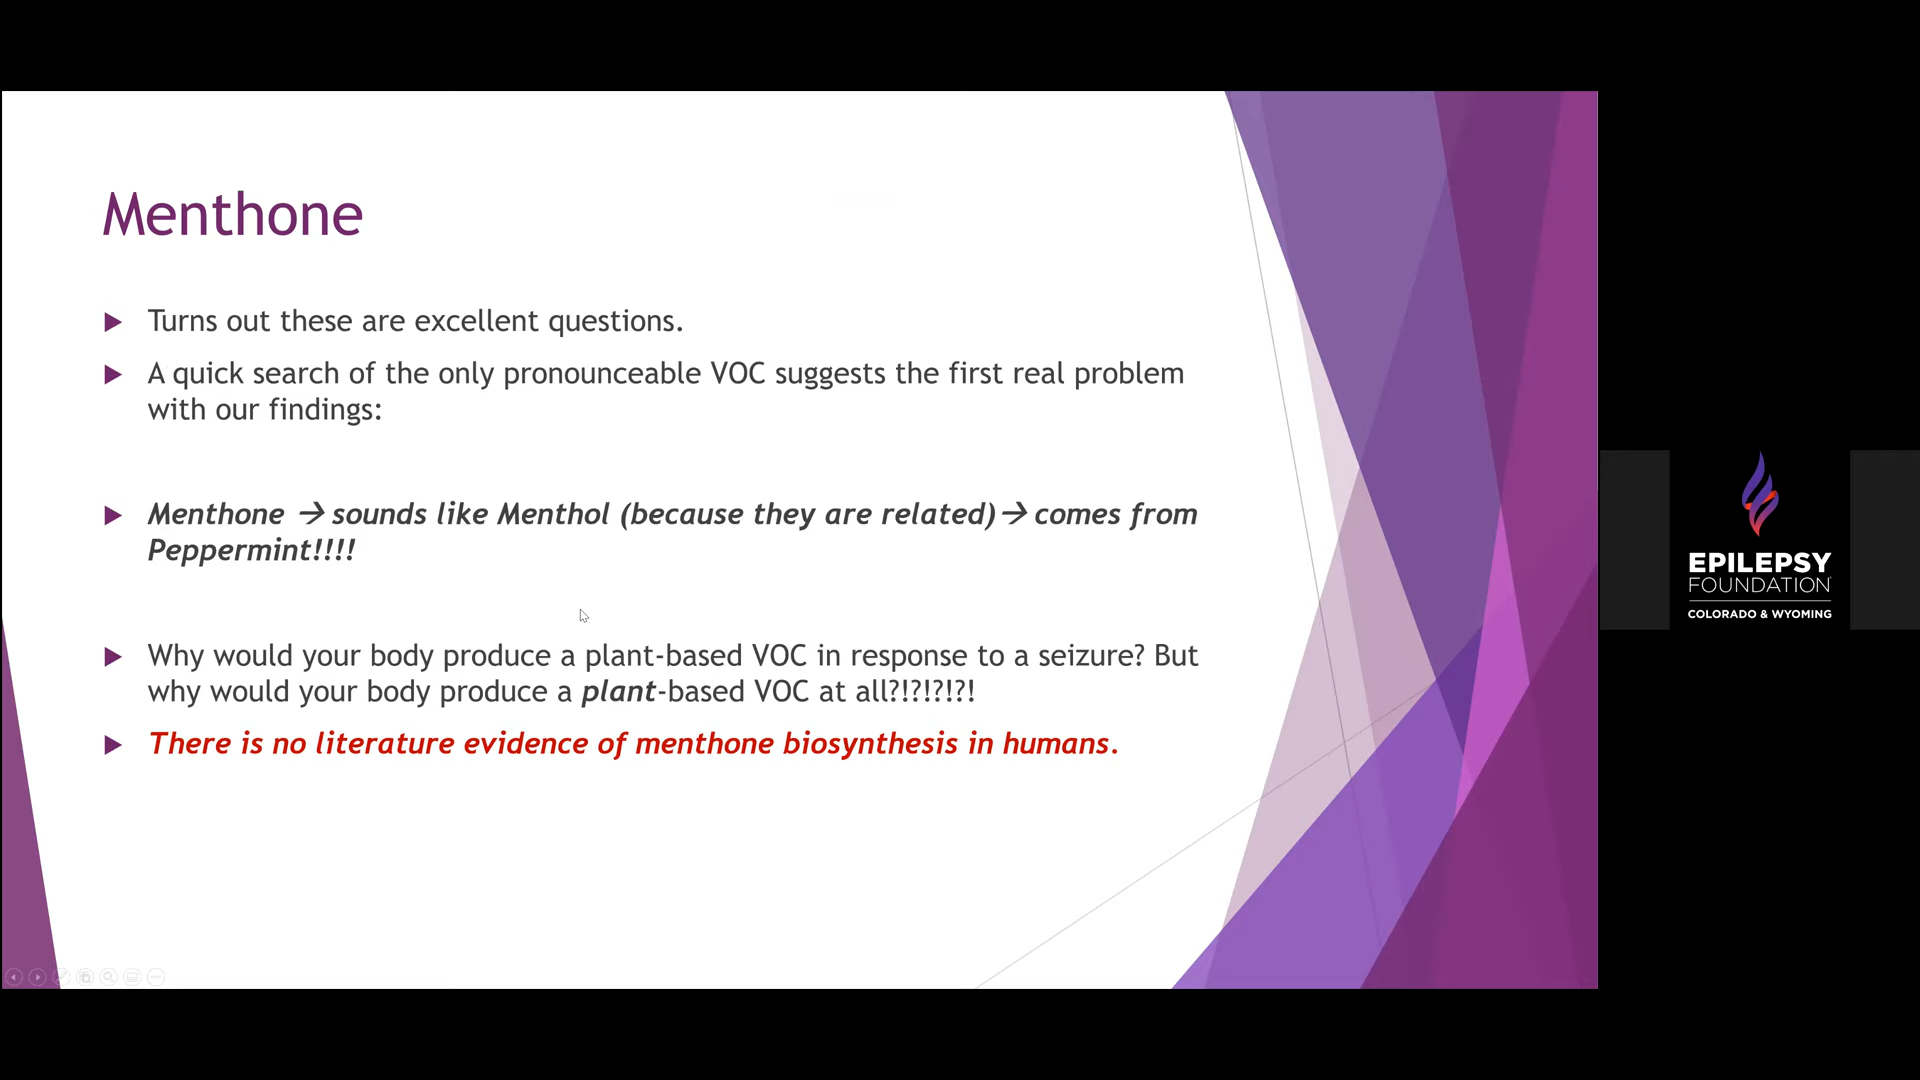 Menthone
Turns out these are excellent questions.
A quick search of the only pronounceable VOC suggests the first real problem
with our findings:
Menthone → sounds like Menthol (because they are related)→ comes from
Peppermint!!!!
Why would your body produce a plant-based VOC in response to a seizure? But
why would your body produce a plant-based VOC at all?!?!?!?!
There is no literature evidence of menthone biosynthesis in humans.
EPILEPSY
FOUNDATION
COLORADO & WYOMING